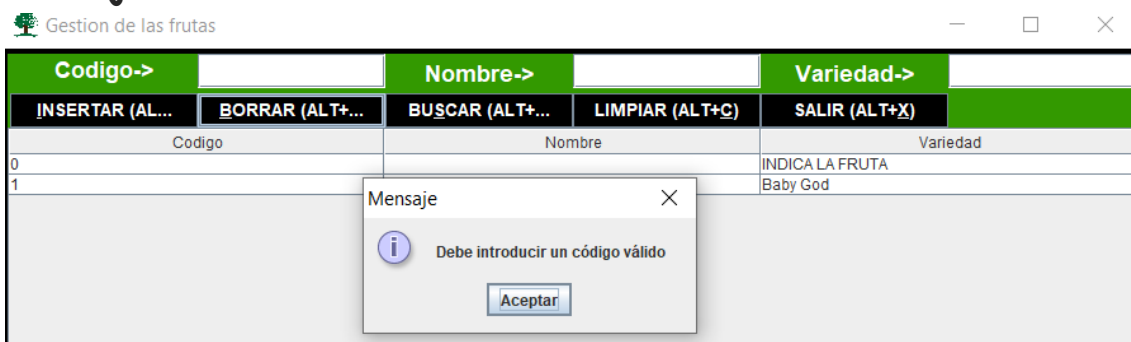 Gestion de las frutas
Codigo-> Nombre-> Variedad->
INSERTAR (AL... BORRAR (ALT+... BUSCAR (ALT+... LIMPIAR (ALT+C) SALIR (ALT+X)
Codigo Nombre Variedad
0 INDICA LA FRUTA
1 Baby God
Mensaje
Debe introducir un código válido
Aceptar